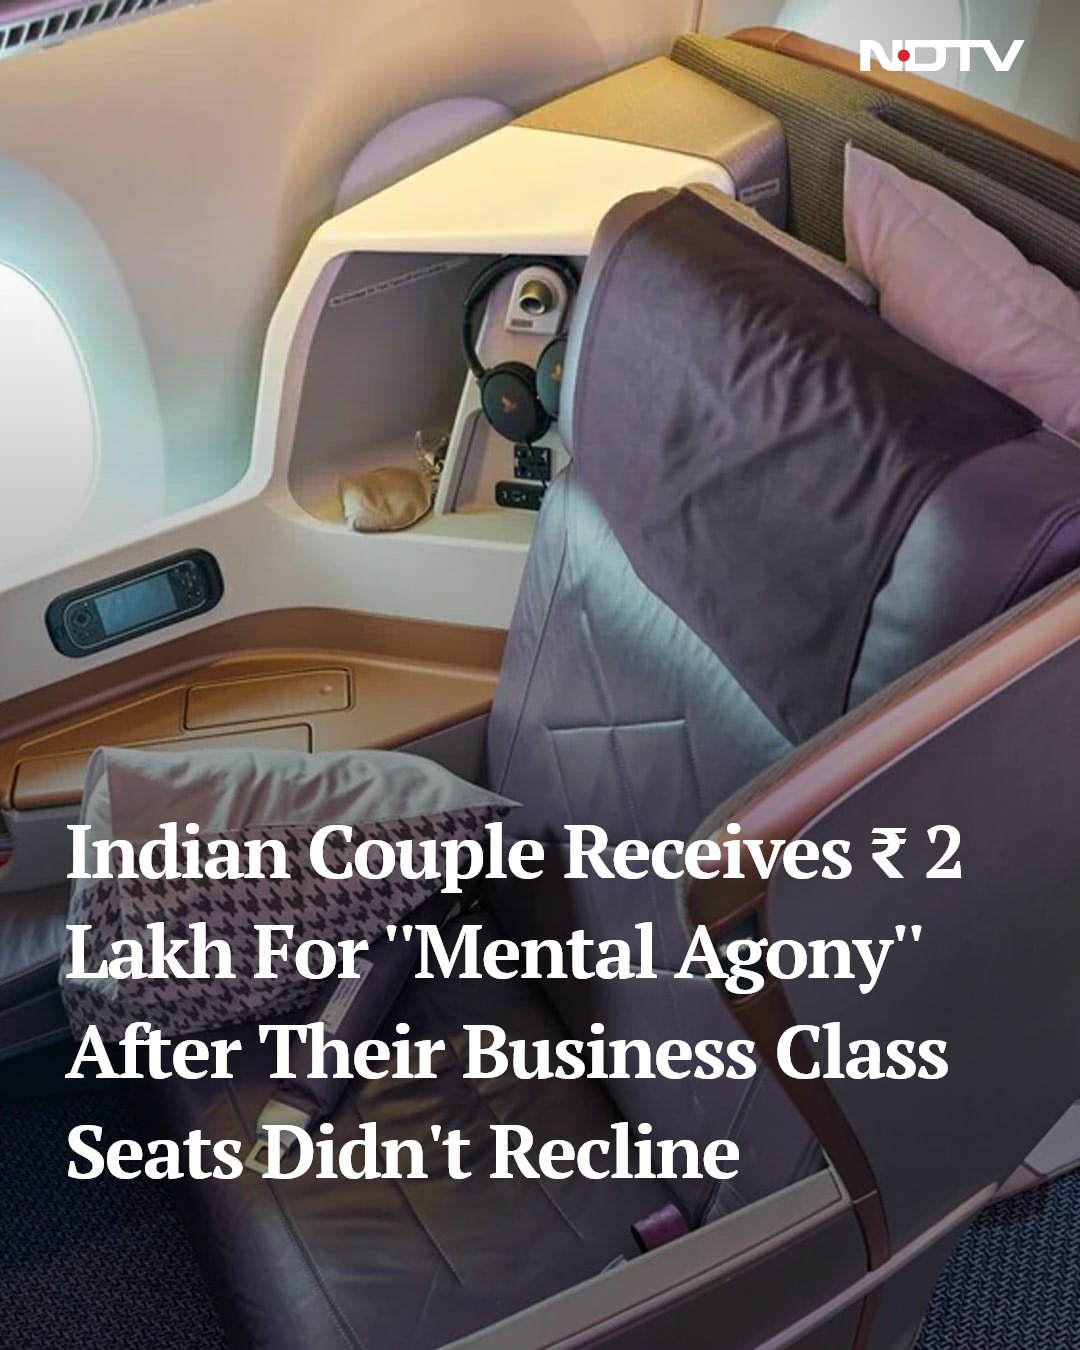 NDTV
Indian Couple Receives ₹ 2
Lakh For "Mental Agony"
After Their Business Class
Seats Didn't Recline